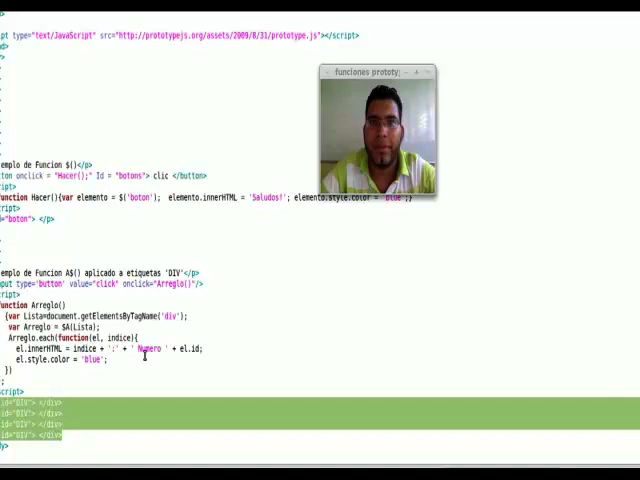 pt type="text/JavaScript" src="http://prototypejs.org/assets/2009/8/31/prototype.js"></script>
d>
>
funciones prototy
emplo de Funcion $()</p>
ton onclick = "Hacer();" Id = "botons"> clic </button>
ript>
function Hacer(){var elemento = $('boton'); elemento.innerHTML = 'Saludos!'; elemento.style.color = 'blue';}
cript>
d="boton"> </p>
emplo de Funcion A$() aplicado a etiquetas 'DIV'</p>
put type='button' value="click" onclick="Arreglo()"/>
cript>
function Arreglo()
{var Lista=document.getElementsByTagName('div');
var Arreglo = $A(Lista);
Arreglo.each(function(el, indice){
el.innerHTML = indice + ':' + ' Numero ' + el.id;
el.style.color = 'blue';
})
;
script>
id="DIV"> </div>
id="DIV"> </div>
id="DIV"> </div>
id="DIV"> </div>
y>